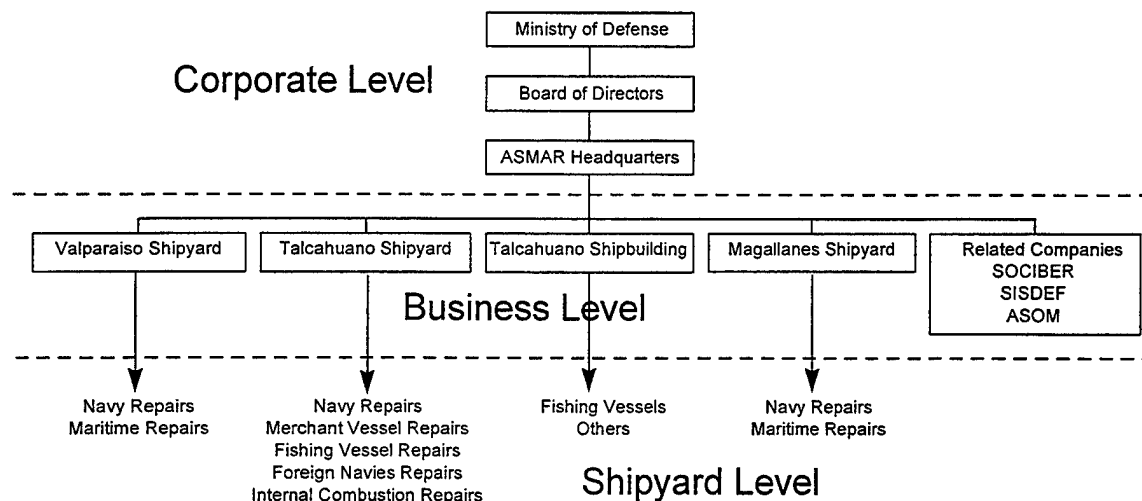 Ministry of Defense
Corporate Level
Board of Directors
ASMAR Headquarters
Valparaiso Shipyard
Talcahuano Shipyard
Talcahuano Shipbuilding
Magallanes Shipyard
Related Companies
SOCIBER
SISDEF
ASOM
Business Level
Navy Repairs
Maritime Repairs
Navy Repairs
Merchant Vessel Repairs
Fishing Vessel Repairs
Foreign Navies Repairs
Internal Combustion Repairs
Fishing Vessels
Others
Navy Repairs
Maritime Repairs
Shipyard Level